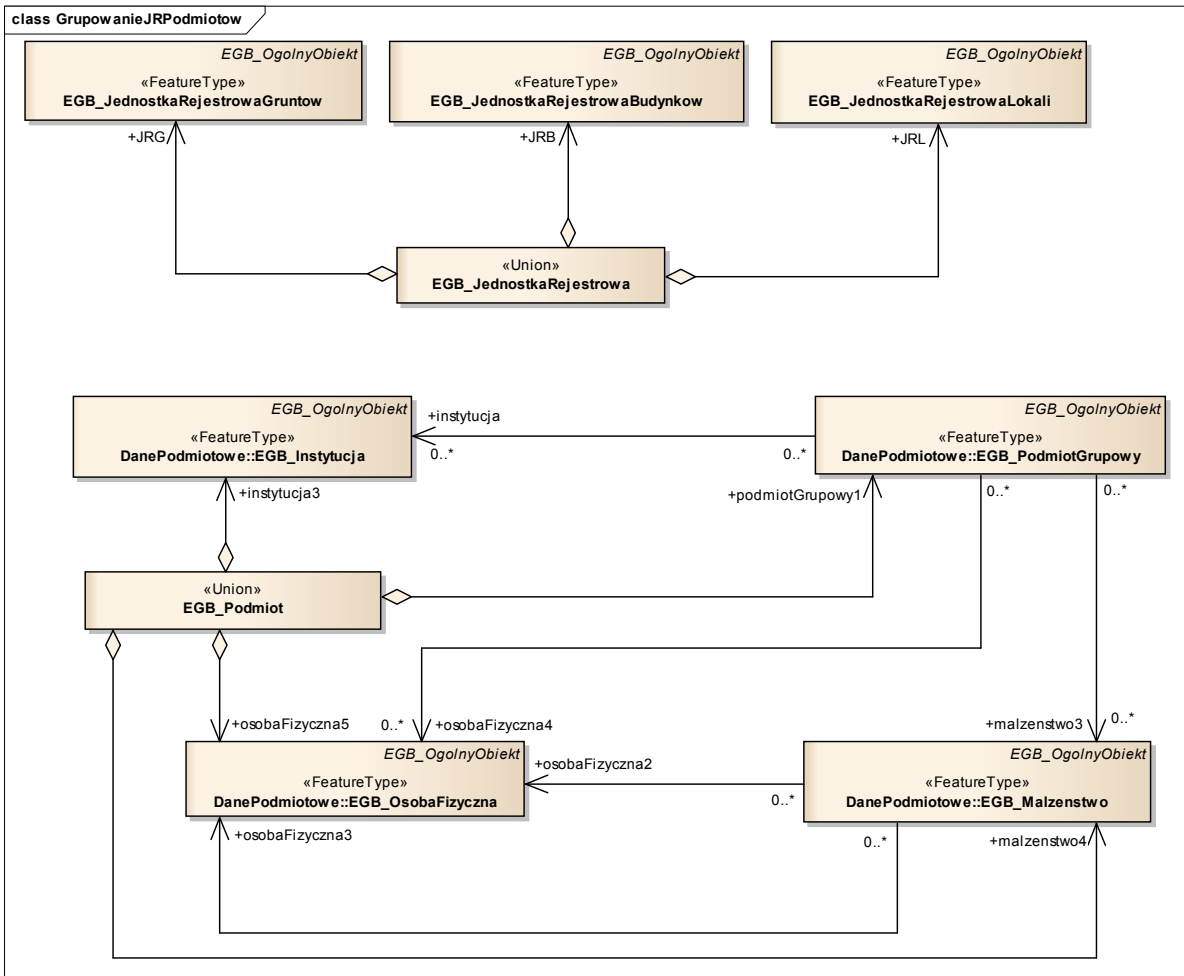 class GrupowanieJRPodmiotow
EGB_OgolnyObiekt
«FeatureType»
EGB_JednostkaRejestrowaGruntow
EGB_OgolnyObiekt
«FeatureType»
EGB_JednostkaRejestrowaBudynkow
EGB_OgolnyObiekt
«FeatureType»
EGB_JednostkaRejestrowaLokali
+JRG
+JRB
+JRL
«Union»
EGB_JednostkaRejestrowa
EGB_OgolnyObiekt
«FeatureType»
DanePodmiotowe::EGB_Instytucja
+instytucja
0..*
0..*
EGB_OgolnyObiekt
«FeatureType»
DanePodmiotowe::EGB_PodmiotGrupowy
+instytucja3
+podmiotGrupowy1
0..*
0..*
«Union»
EGB_Podmiot
+osobaFizyczna5
0..*
+osobaFizyczna4
+malzenstwo3
0..*
EGB_OgolnyObiekt
«FeatureType»
DanePodmiotowe::EGB_OsobaFizyczna
+osobaFizyczna2
0..*
EGB_OgolnyObiekt
«FeatureType»
DanePodmiotowe::EGB_Malzenstwo
+osobaFizyczna3
0..*
+malzenstwo4